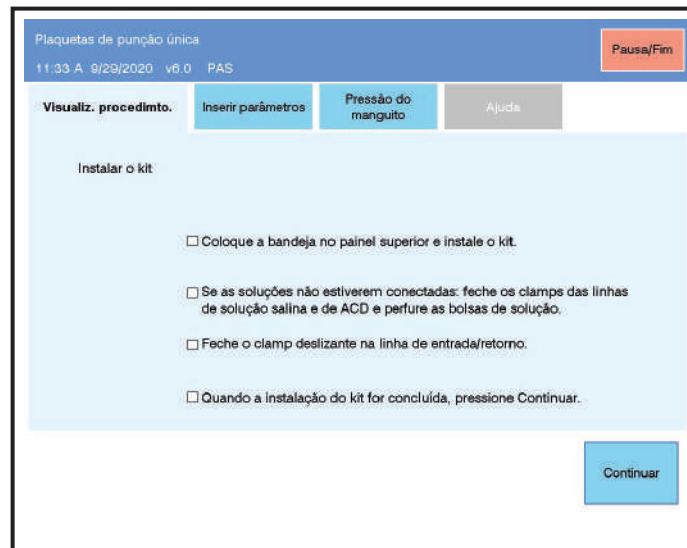 Plaquetas de punção única
Pausa/Fim
11:33 A 9/29/2020 v6.0 PAS
Visualiz. procedimto.
Inserir parâmetros
Pressão do
manguito
Ajuda
Instalar o kit
Coloque a bandeja no painel superior e instale o kit.
Se as soluções não estiverem conectadas: feche os clamps das linhas
de solução salina e de ACD e perfure as bolsas de solução.
Feche o clamp deslizante na linha de entrada/retorno.
Quando a instalação do kit for concluída, pressione Continuar.
Continuar